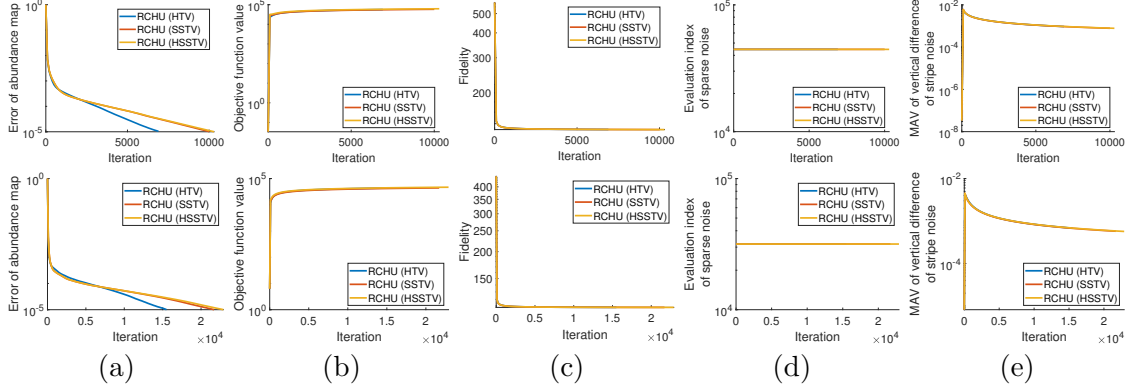 Error of abundance map
10^0
10^-5
0
5000
10000
Iteration
RCHU (HTV)
RCHU (SSTV)
RCHU (HSSTV)
Objective function value
10^5
10^0
0
5000
10000
Iteration
RCHU (HTV)
RCHU (SSTV)
RCHU (HSSTV)
Fidelity
500
400
300
200
0
5000
10000
Iteration
RCHU (HTV)
RCHU (SSTV)
RCHU (HSSTV)
Evaluation index
of sparse noise
10^5
10^4
0
5000
10000
Iteration
RCHU (HTV)
RCHU (SSTV)
RCHU (HSSTV)
MAV of vertical difference
of stripe noise
10^-2
10^-4
10^-6
10^-8
0
5000
10000
Iteration
RCHU (HTV)
RCHU (SSTV)
RCHU (HSSTV)
Error of abundance map
10^0
10^-5
0
0.5
1
1.5
2
×10^4
Iteration
RCHU (HTV)
RCHU (SSTV)
RCHU (HSSTV)
Objective function value
10^5
10^0
0
0.5
1
1.5
2
×10^4
Iteration
RCHU (HTV)
RCHU (SSTV)
RCHU (HSSTV)
Fidelity
400
350
300
250
200
150
0
0.5
1
1.5
2
×10^4
Iteration
RCHU (HTV)
RCHU (SSTV)
RCHU (HSSTV)
Evaluation index
of sparse noise
10^5
10^4
0
0.5
1
1.5
2
×10^4
Iteration
RCHU (HTV)
RCHU (SSTV)
RCHU (HSSTV)
MAV of vertical difference
of stripe noise
10^-2
10^-4
0
0.5
1
1.5
2
×10^4
Iteration
RCHU (HTV)
RCHU (SSTV)
RCHU (HSSTV)
(a)
(b)
(c)
(d)
(e)